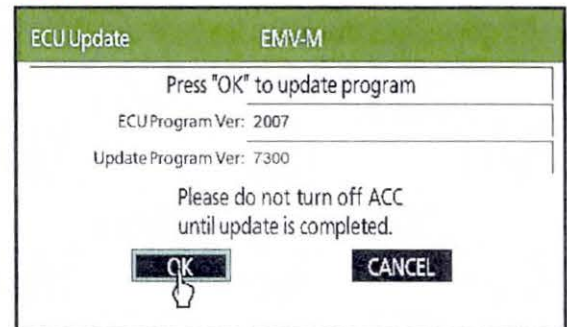 ECU Update EMV-M
Press "OK" to update program
ECU Program Ver: 2007
Update Program Ver: 7300
Please do not turn off ACC
until update is completed.
OK CANCEL